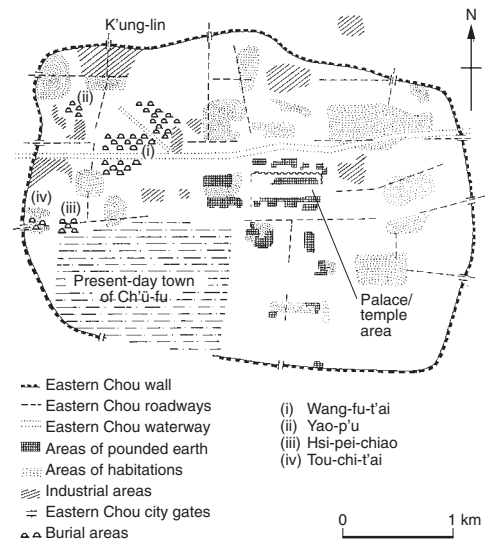 K'ung-lin
N
(ii)
(i)
(iv)
(iii)
Present-day town
of Ch'ü-fu
Palace/
temple
area
Eastern Chou wall
Eastern Chou roadways
Eastern Chou waterway
Areas of pounded earth
Areas of habitations
Industrial areas
Eastern Chou city gates
Burial areas
(i) Wang-fu-t'ai
(ii) Yao-p'u
(iii) Hsi-pei-chiao
(iv) Tou-chi-t'ai
0 1 km